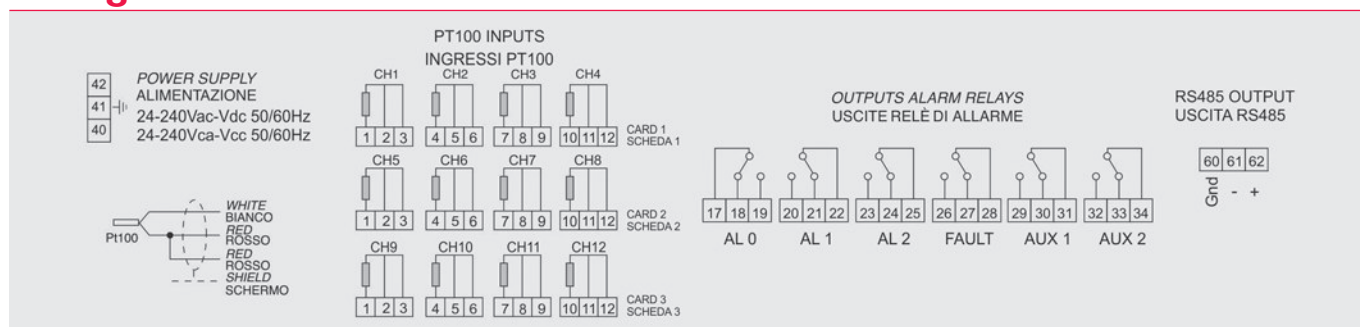 42
41
40
POWER SUPPLY
ALIMENTAZIONE
24-240Vac-Vdc 50/60Hz
24-240Vca-Vcc 50/60Hz
Pt100
WHITE
BIANCO
RED
ROSSO
RED
ROSSO
SHIELD
SCHERMO
PT100 INPUTS
INGRESSI PT100
CH1 CH2 CH3 CH4
1 2 3 4 5 6 7 8 9 10 11 12
CARD 1
SCHEDA 1
CH5 CH6 CH7 CH8
1 2 3 4 5 6 7 8 9 10 11 12
CARD 2
SCHEDA 2
CH9 CH10 CH11 CH12
1 2 3 4 5 6 7 8 9 10 11 12
CARD 3
SCHEDA 3
OUTPUTS ALARM RELAYS
USCITE RELÈ DI ALLARME
17 18 19 20 21 22 23 24 25 26 27 28 29 30 31 32 33 34
AL 0 AL 1 AL 2 FAULT AUX 1 AUX 2
RS485 OUTPUT
USCITA RS485
60 61 62
Gnd - +